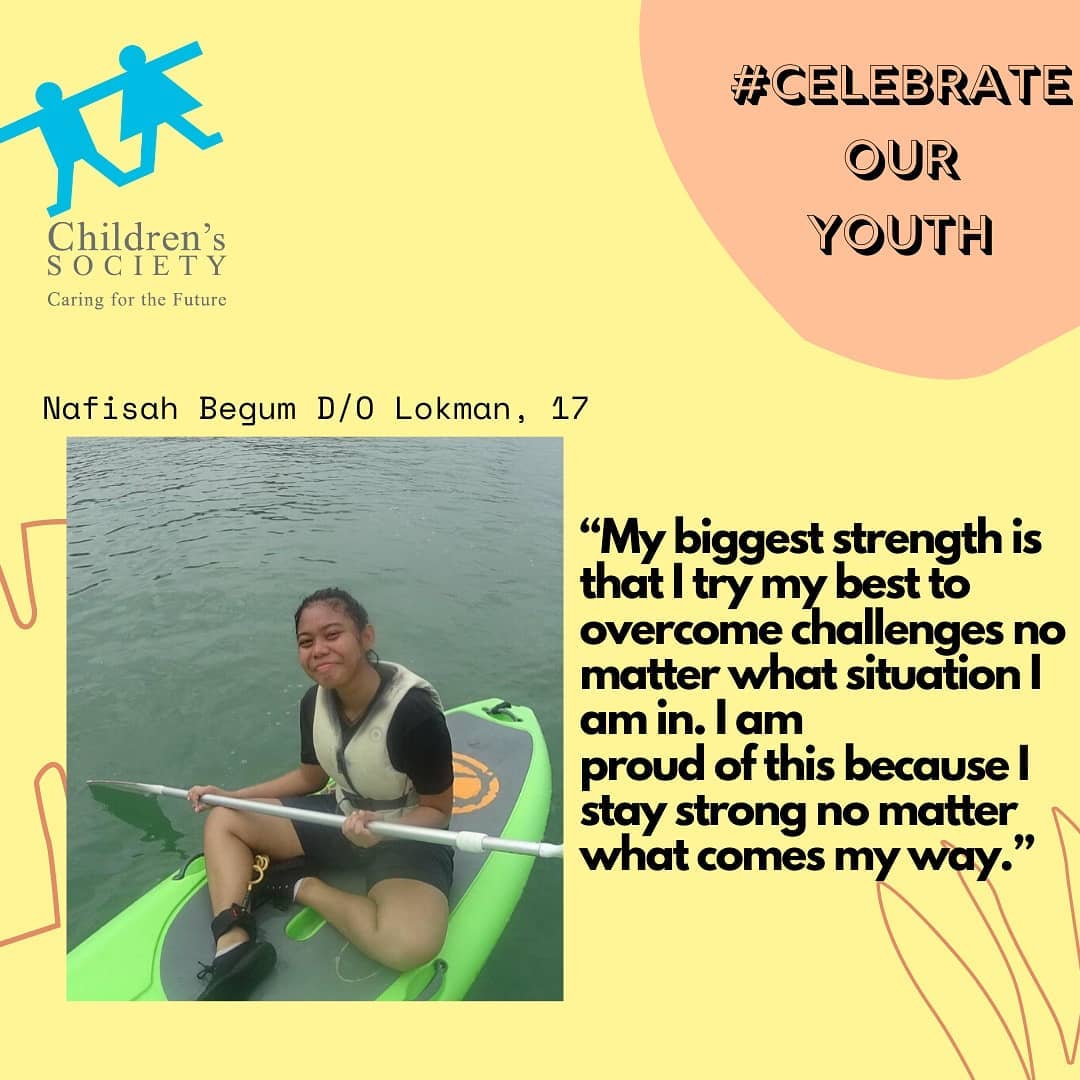 #CELEBRATE
OUR
YOUTH
Children's
SOCIETY
Caring for the Future
Nafisah Begum D/O Lokman, 17
“My biggest strength is
that I try my best to
overcome challenges no
matter what situation I
am in. I am
proud of this because I
stay strong no matter
what comes my way.”